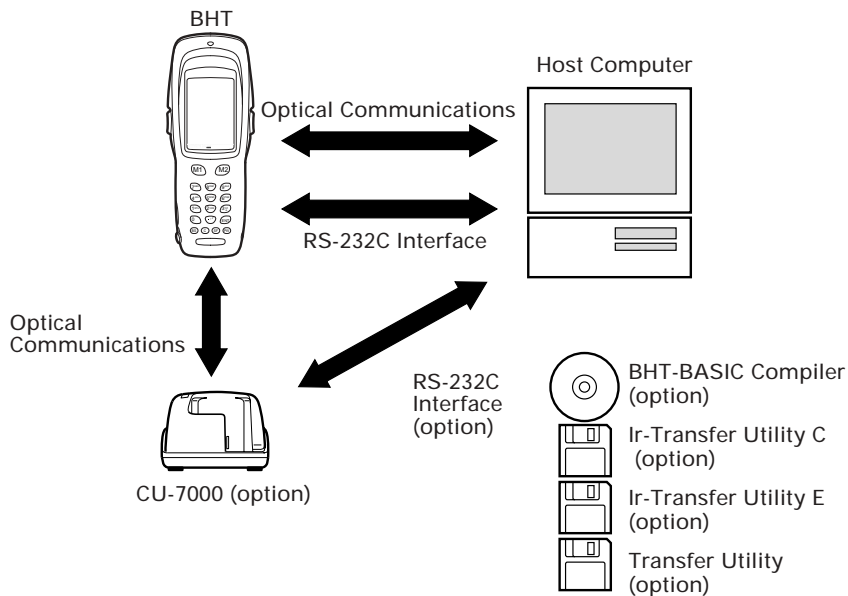 BHT
Host Computer
Optical Communications
M1 M2
RS-232C Interface
Optical
Communications
RS-232C
Interface
(option)
CU-7000 (option)
BHT-BASIC Compiler
(option)
Ir-Transfer Utility C
(option)
Ir-Transfer Utility E
(option)
Transfer Utility
(option)